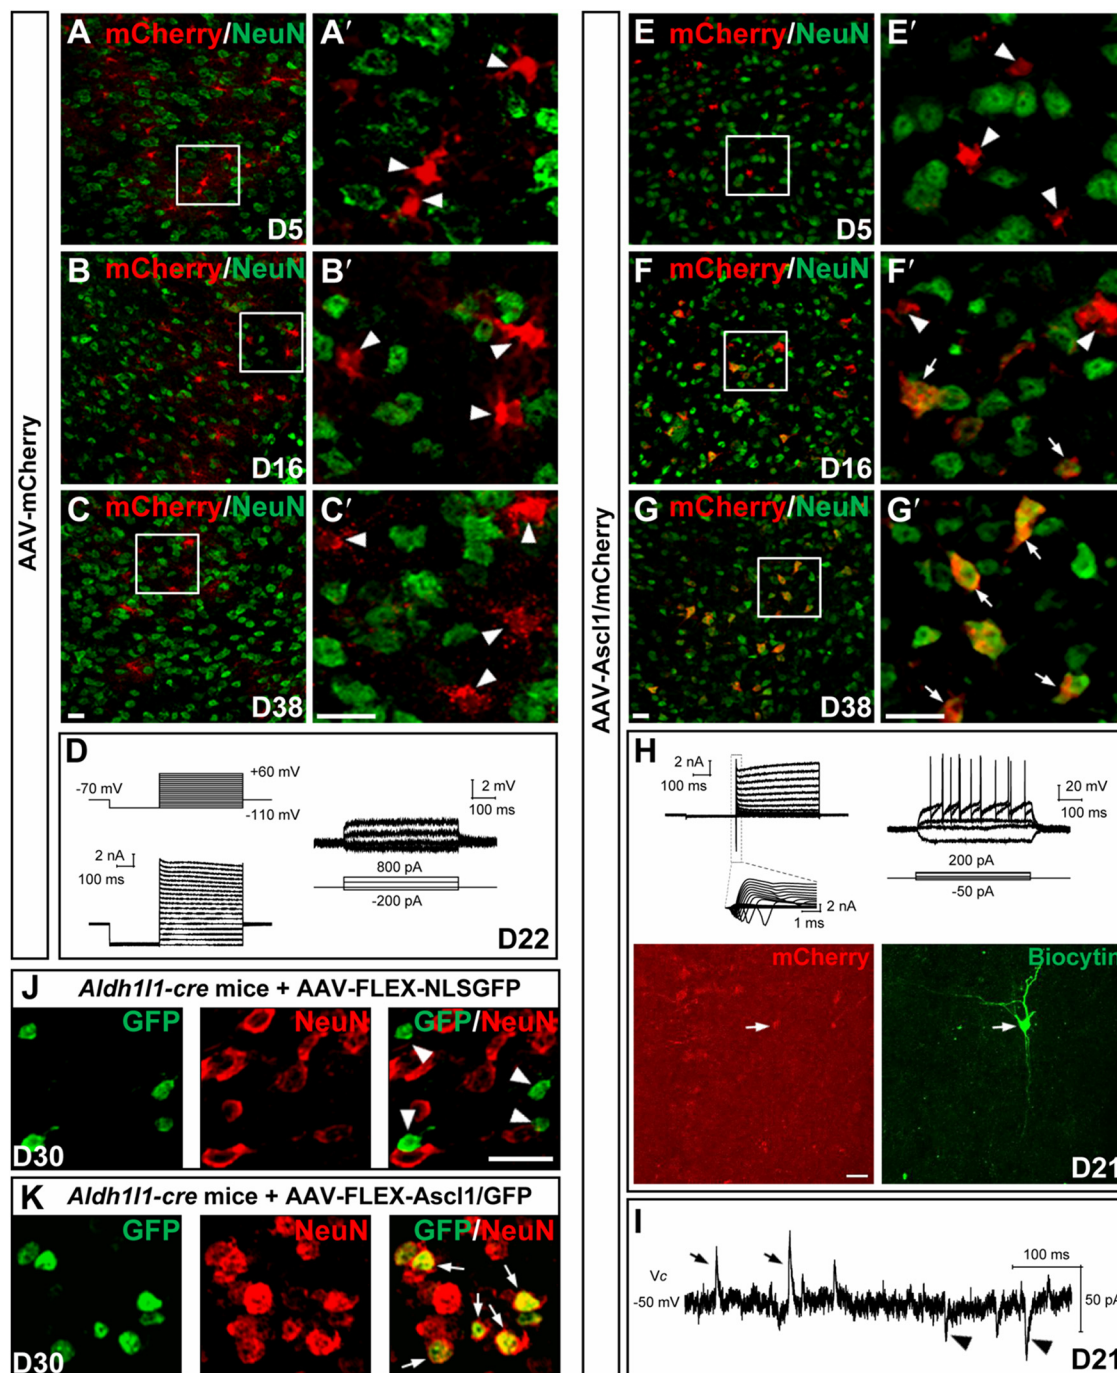 AAV-mCherry
A mCherry/NeuN
D5
A′
B mCherry/NeuN
D16
B′
C mCherry/NeuN
D38
C′
D
-70 mV
+60 mV
-110 mV
2 nA
100 ms
2 mV
100 ms
800 pA
-200 pA
D22
J Aldh1l1-cre mice + AAV-FLEX-NLSGFP
GFP
NeuN
GFP/NeuN
D30
K Aldh1l1-cre mice + AAV-FLEX-Ascl1/GFP
GFP
NeuN
GFP/NeuN
D30
AAV-Ascl1/mCherry
E mCherry/NeuN
D5
E′
F mCherry/NeuN
D16
F′
G mCherry/NeuN
D38
G′
H
2 nA
100 ms
2 nA
1 ms
20 mV
100 ms
200 pA
-50 pA
mCherry
Biocytin
D21
I
Vc
-50 mV
100 ms
50 pA
D21